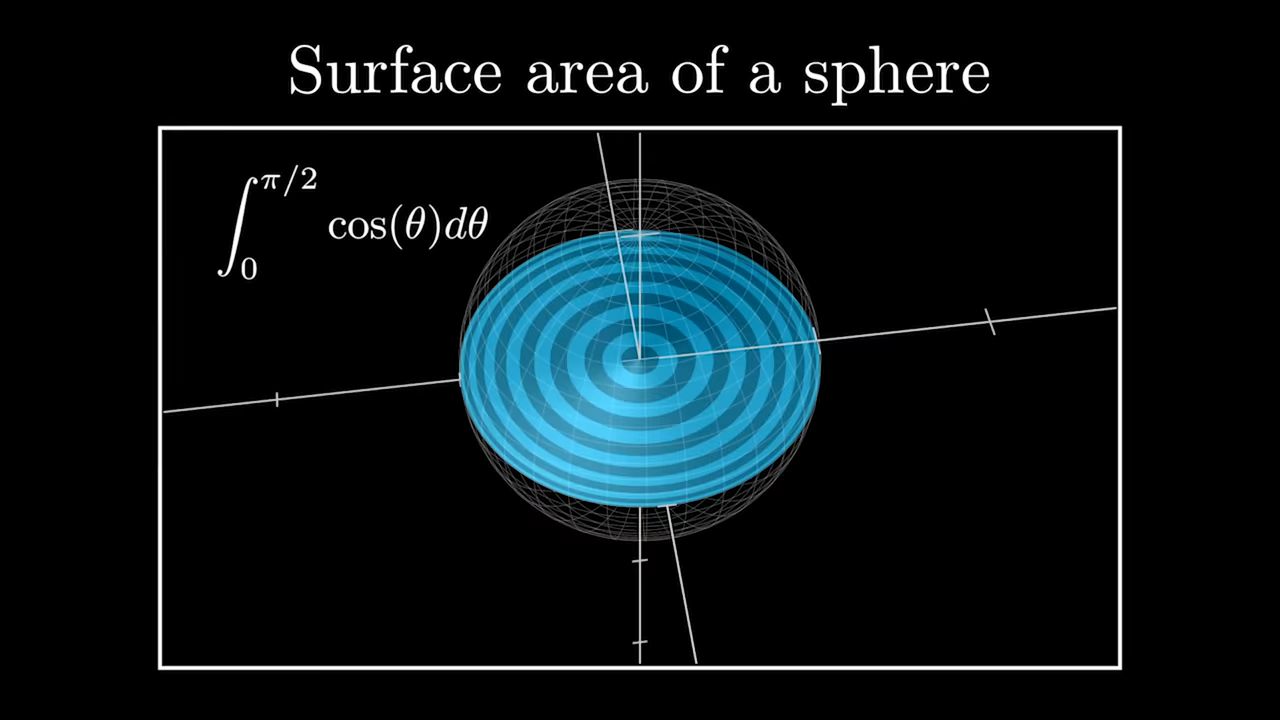 Surface area of a sphere
∫₀^{π/2} cos(θ)dθ